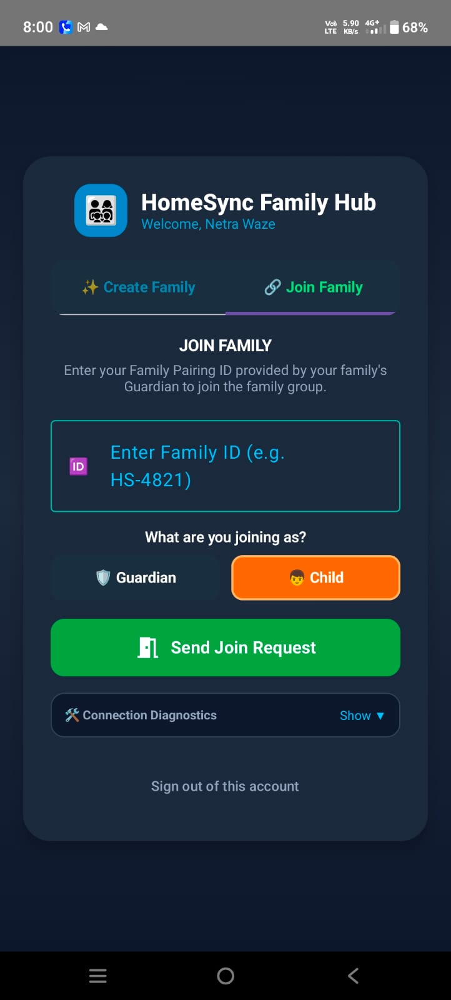 8:00
Vo) 5.90 4G+
LTE KB/s 68%
HomeSync Family Hub
Welcome, Netra Waze
✨ Create Family
🔗 Join Family
JOIN FAMILY
Enter your Family Pairing ID provided by your family's
Guardian to join the family group.
🆔 Enter Family ID (e.g.
HS-4821)
What are you joining as?
🛡️ Guardian
👦 Child
Send Join Request
🛠️ Connection Diagnostics
Show ▼
Sign out of this account